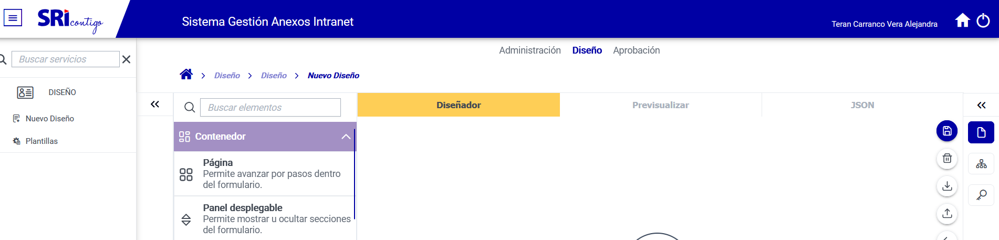 SRi contigo
Sistema Gestión Anexos Intranet
Teran Carranco Vera Alejandra
Buscar servicios
DISEÑO
Nuevo Diseño
Plantillas
Administración Diseño Aprobación
Diseño > Diseño > Nuevo Diseño
Buscar elementos
Diseñador Previsualizar JSON
Contenedor
Página
Permite avanzar por pasos dentro
del formulario.
Panel desplegable
Permite mostrar u ocultar secciones
del formulario.